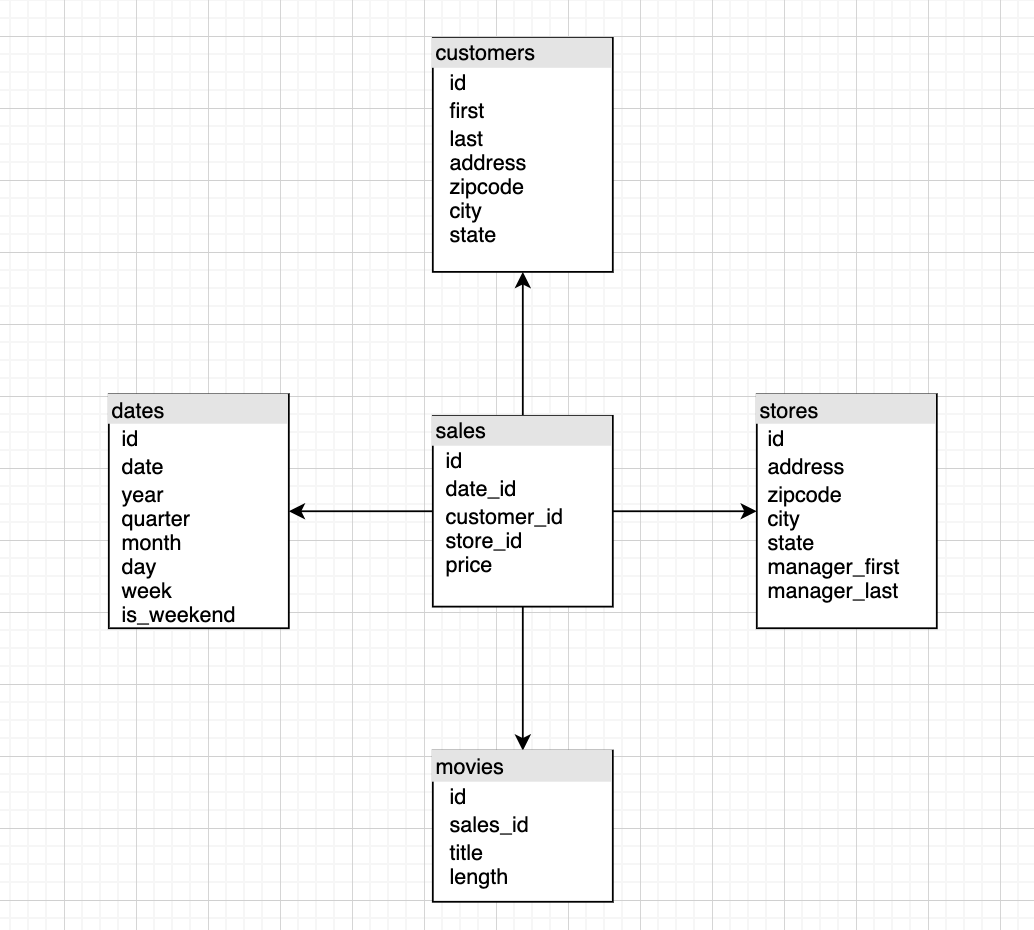 customers
id
first
last
address
zipcode
city
state
dates
id
date
year
quarter
month
day
week
is_weekend
sales
id
date_id
customer_id
store_id
price
stores
id
address
zipcode
city
state
manager_first
manager_last
movies
id
sales_id
title
length